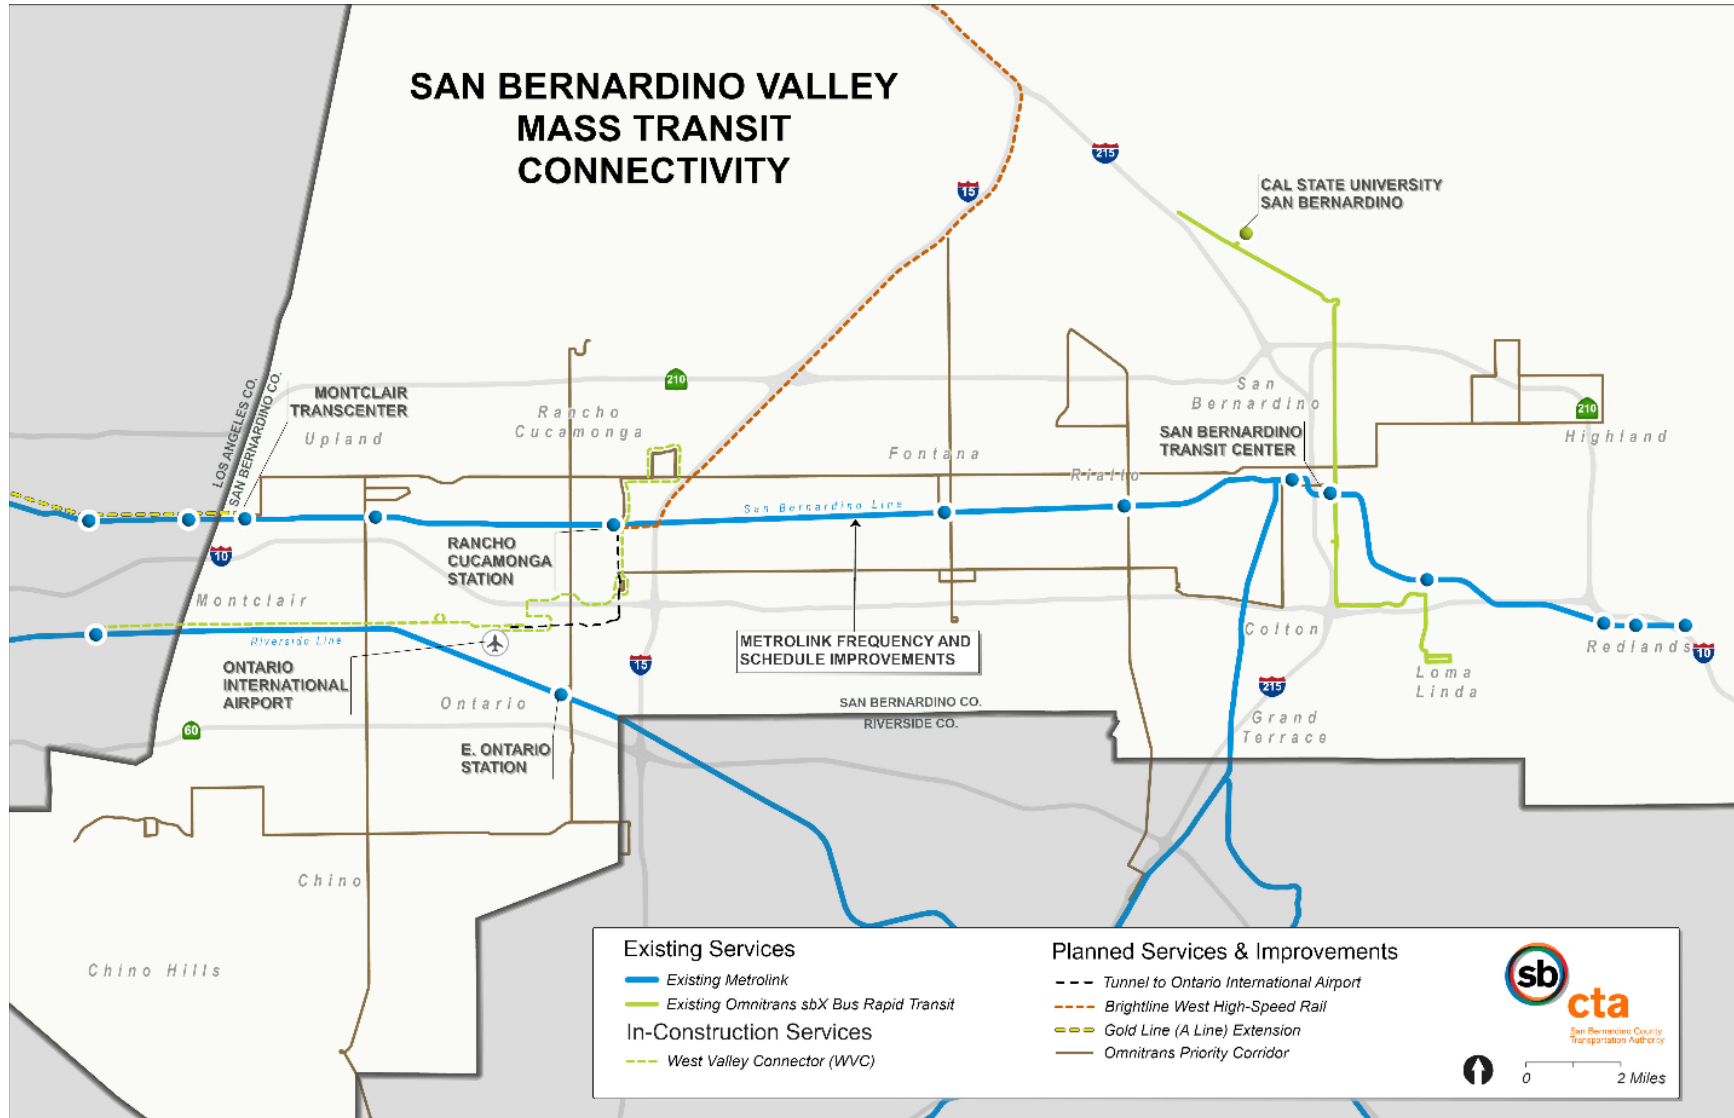 SAN BERNARDINO VALLEY
MASS TRANSIT
CONNECTIVITY
215
15
CAL STATE UNIVERSITY
SAN BERNARDINO
LOS ANGELES CO.
SAN BERNARDINO CO.
MONTCLAIR
TRANSCENTER
Upland
210
Rancho
Cucamonga
San
Bernardino
SAN BERNARDINO
TRANSIT CENTER
210
Highland
Fontana
Rialto
San Bernardino Line
10
RANCHO
CUCAMONGA
STATION
Montclair
Riverside Line
METROLINK FREQUENCY AND
SCHEDULE IMPROVEMENTS
Colton
Redlands
10
ONTARIO
INTERNATIONAL
AIRPORT
15
215
Loma
Linda
Ontario
SAN BERNARDINO CO.
RIVERSIDE CO.
Grand
Terrace
60
E. ONTARIO
STATION
Chino
Chino Hills
Existing Services
Existing Metrolink
Existing Omnitrans sbX Bus Rapid Transit
In-Construction Services
West Valley Connector (WVC)
Planned Services & Improvements
Tunnel to Ontario International Airport
Brightline West High-Speed Rail
Gold Line (A Line) Extension
Omnitrans Priority Corridor
sb
cta
San Bernardino County
Transportation Authority
0 2 Miles